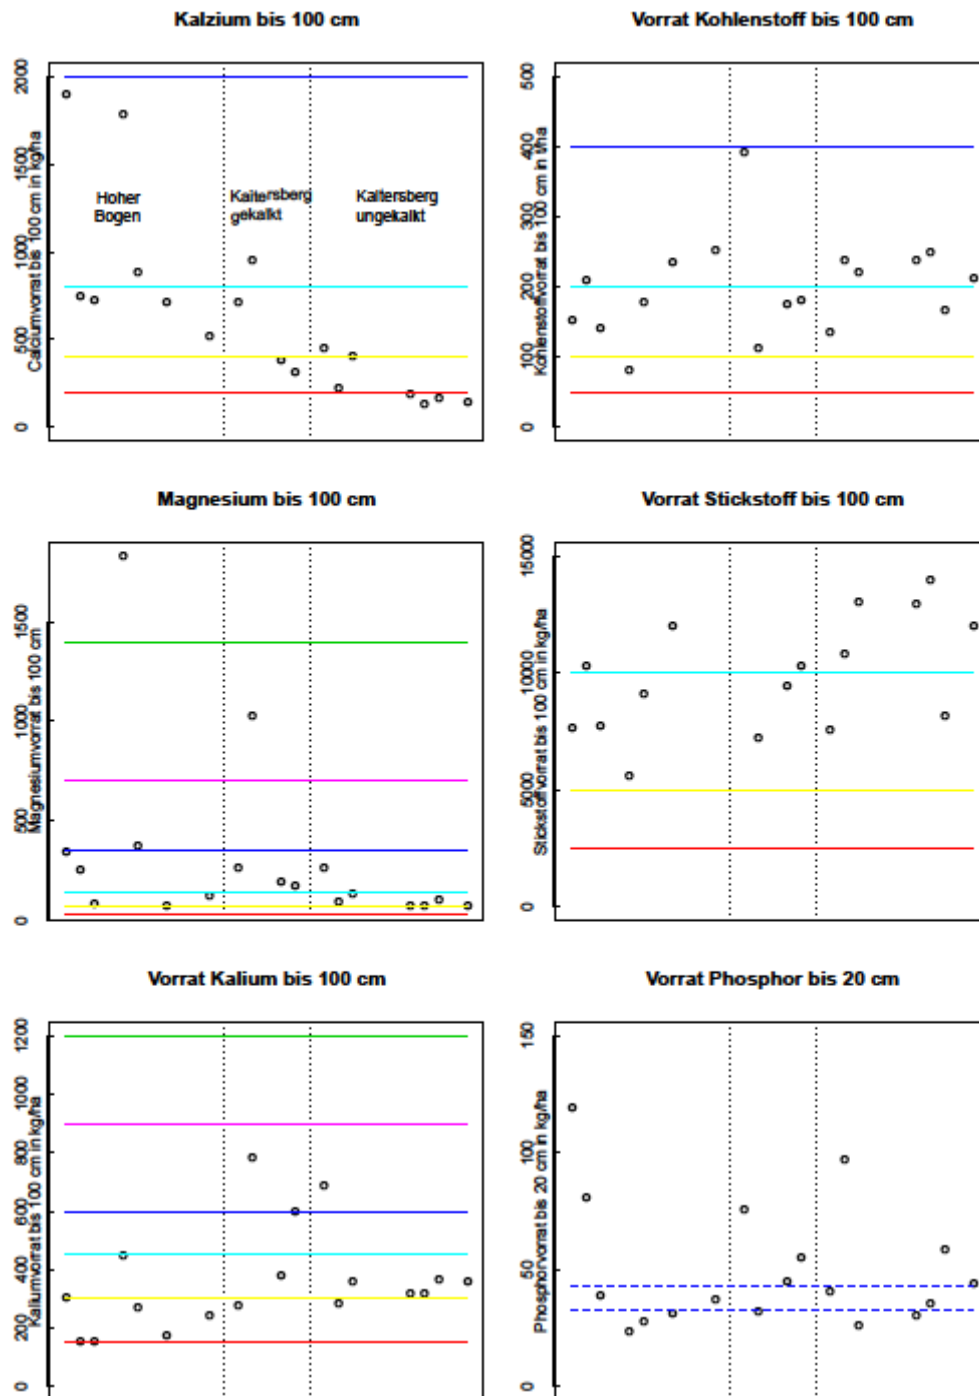 Kalzium bis 100 cm
Calciumvorrat bis 100 cm in kg/ha
2000
1500
1000
500
0
Hoher
Bogen
Kaitersberg
gekalkt
Kaitersberg
ungekalkt
Vorrat Kohlenstoff bis 100 cm
Kohlenstoffvorrat bis 100 cm in t/ha
500
400
300
200
100
0
Magnesium bis 100 cm
Magnesiumvorrat bis 100 cm
1500
1000
500
0
Vorrat Stickstoff bis 100 cm
Stickstoffvorrat bis 100 cm in kg/ha
15000
10000
5000
0
Vorrat Kalium bis 100 cm
Kaliumvorrat bis 100 cm in kg/ha
1200
1000
800
600
400
200
0
Vorrat Phosphor bis 20 cm
Phosphorvorrat bis 20 cm in kg/ha
150
100
50
0